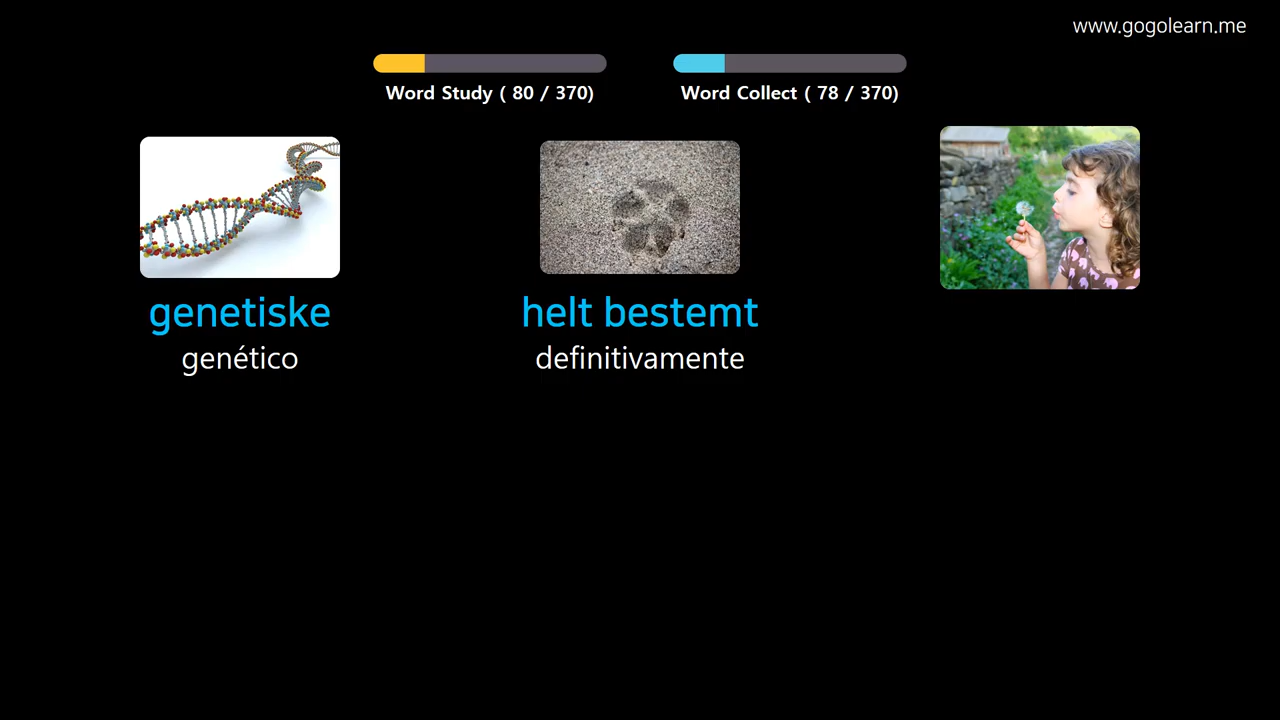 www.gogolearn.me
Word Study ( 80 / 370)
Word Collect ( 78 / 370)
genetiske
genético
helt bestemt
definitivamente